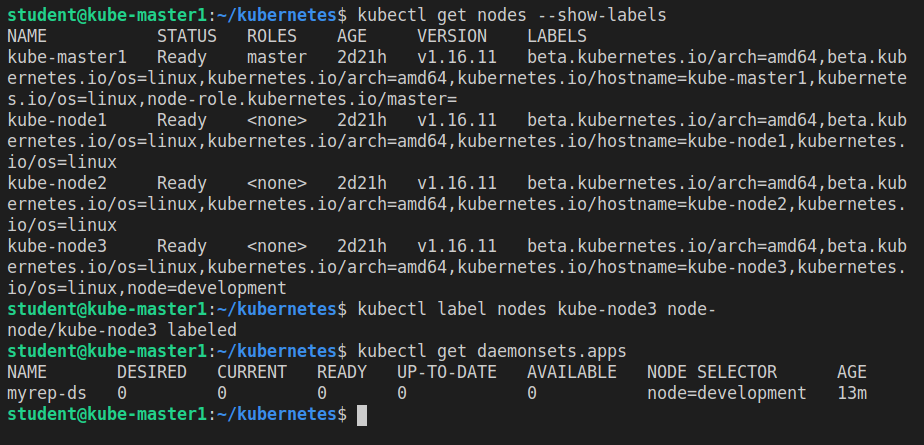 student@kube-master1:~/kubernetes$ kubectl get nodes --show-labels
NAME           STATUS   ROLES    AGE     VERSION    LABELS
kube-master1   Ready    master   2d21h   v1.16.11   beta.kubernetes.io/arch=amd64,beta.kub
ernetes.io/os=linux,kubernetes.io/arch=amd64,kubernetes.io/hostname=kube-master1,kubernete
s.io/os=linux,node-role.kubernetes.io/master=
kube-node1     Ready    <none>   2d21h   v1.16.11   beta.kubernetes.io/arch=amd64,beta.kub
ernetes.io/os=linux,kubernetes.io/arch=amd64,kubernetes.io/hostname=kube-node1,kubernetes.
io/os=linux
kube-node2     Ready    <none>   2d21h   v1.16.11   beta.kubernetes.io/arch=amd64,beta.kub
ernetes.io/os=linux,kubernetes.io/arch=amd64,kubernetes.io/hostname=kube-node2,kubernetes.
io/os=linux
kube-node3     Ready    <none>   2d21h   v1.16.11   beta.kubernetes.io/arch=amd64,beta.kub
ernetes.io/os=linux,kubernetes.io/arch=amd64,kubernetes.io/hostname=kube-node3,kubernetes.
io/os=linux,node=development
student@kube-master1:~/kubernetes$ kubectl label nodes kube-node3 node-
node/kube-node3 labeled
student@kube-master1:~/kubernetes$ kubectl get daemonsets.apps
NAME       DESIRED   CURRENT   READY   UP-TO-DATE   AVAILABLE   NODE SELECTOR      AGE
myrep-ds   0         0         0       0            0           node=development   13m
student@kube-master1:~/kubernetes$